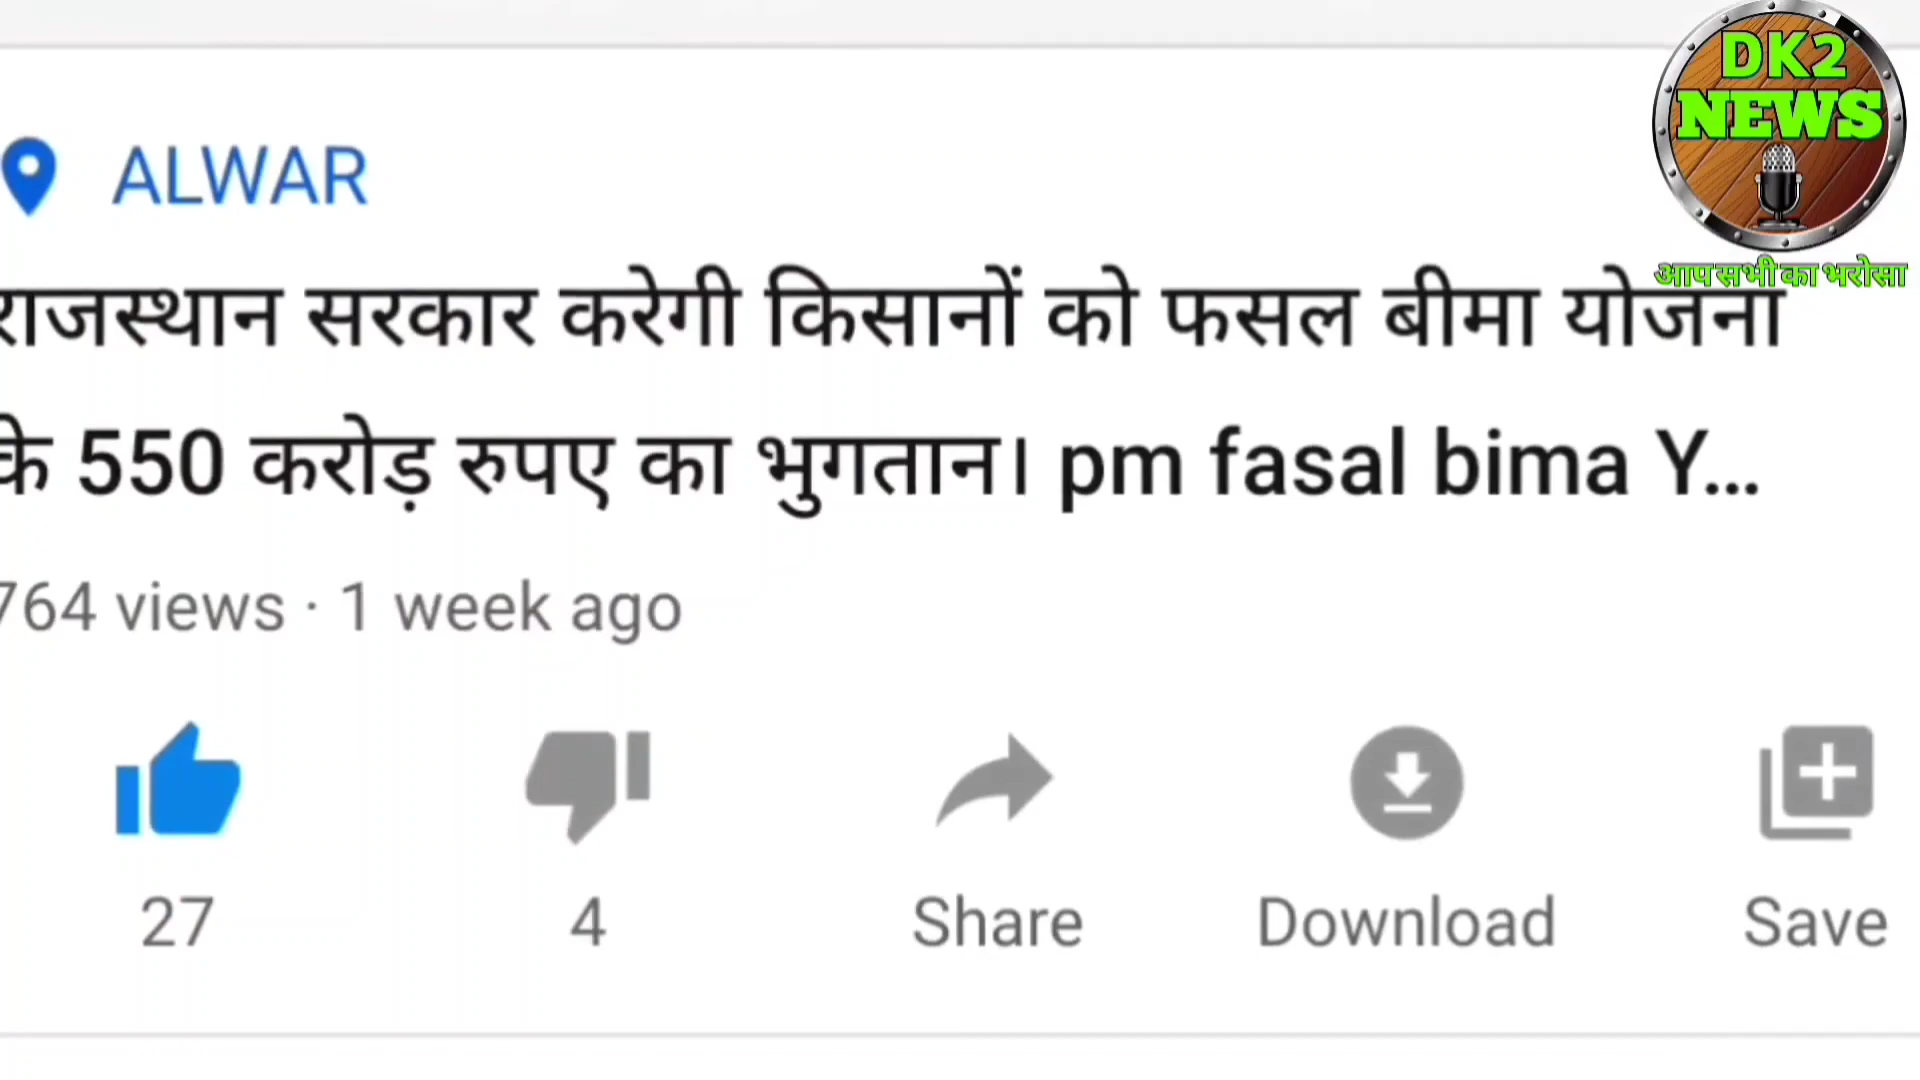 DK2
NEWS
आप सभी का भरोसा
ALWAR
राजस्थान सरकार करेगी किसानों को फसल बीमा योजना
के 550 करोड़ रुपए का भुगतान। pm fasal bima Y...
764 views · 1 week ago
27
4
Share
Download
Save